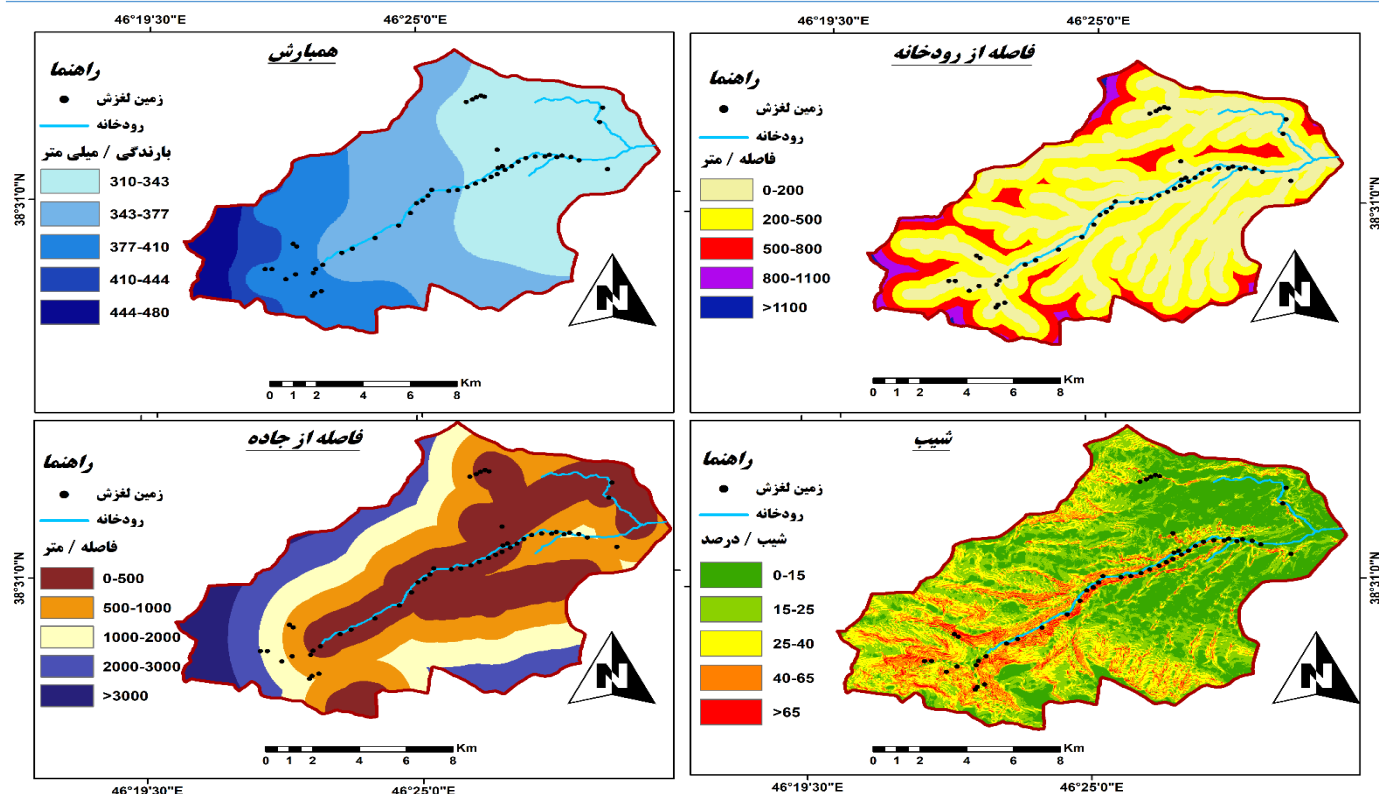 46°19'30"E
46°25'0"E
46°19'30"E
46°25'0"E
38°31'0"N
همبارش
راهنما
زمین لغزش
رودخانه
بارندگی / میلی متر
310-343
343-377
377-410
410-444
444-480
N
Km
0 1 2 4 6 8
فاصله از رودخانه
راهنما
زمین لغزش
رودخانه
فاصله / متر
0-200
200-500
500-800
800-1100
>1100
N
Km
0 1 2 4 6 8
38°31'0"N
38°31'0"N
فاصله از جاده
راهنما
زمین لغزش
رودخانه
فاصله / متر
0-500
500-1000
1000-2000
2000-3000
>3000
N
Km
0 1 2 4 6 8
شیب
راهنما
زمین لغزش
رودخانه
شیب / درصد
0-15
15-25
25-40
40-65
>65
N
Km
0 1 2 4 6 8
38°31'0"N
46°19'30"E
46°25'0"E
46°19'30"E
46°25'0"E